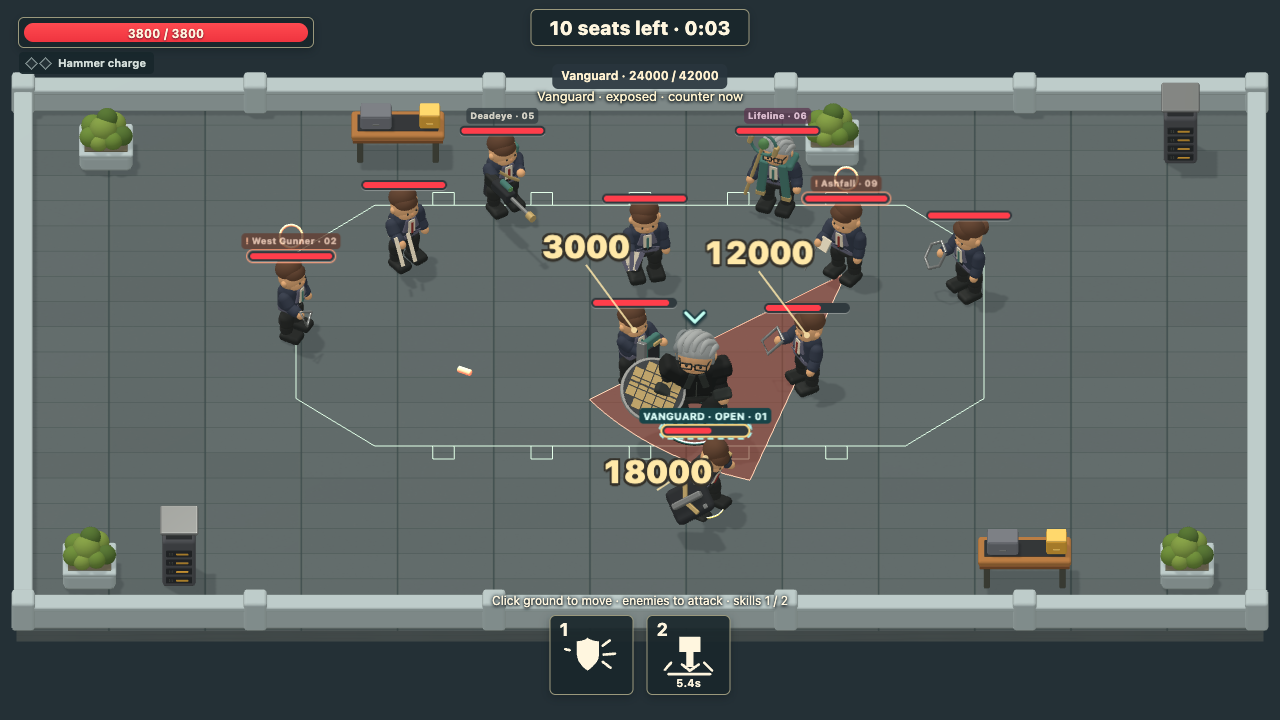 3800 / 3800
10 seats left · 0:03
Hammer charge
Vanguard · 24000 / 42000
Vanguard · exposed · counter now
Deadeye · 05
Lifeline · 06
! Ashfall · 09
! West Gunner · 02
3000
12000
VANGUARD · OPEN · 01
18000
Click ground to move · enemies to attack · skills 1 / 2
1
2
5.4s